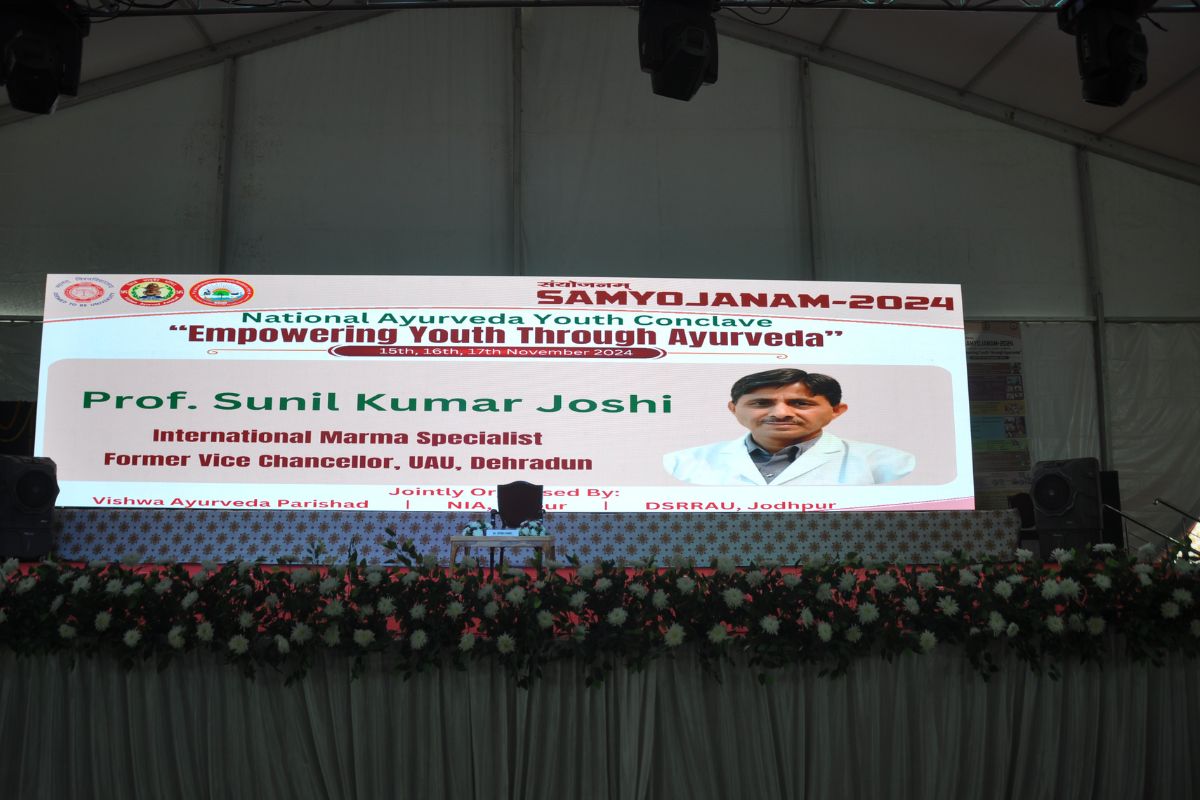 संयोजनम्
SAMYOJANAM-2024
National Ayurveda Youth Conclave
“Empowering Youth Through Ayurveda”
15th, 16th, 17th November 2024
Prof. Sunil Kumar Joshi
International Marma Specialist
Former Vice Chancellor, UAU, Dehradun
Jointly Or sed By:
Vishwa Ayurveda Parishad | NIA, ur | DSRRAU, Jodhpur